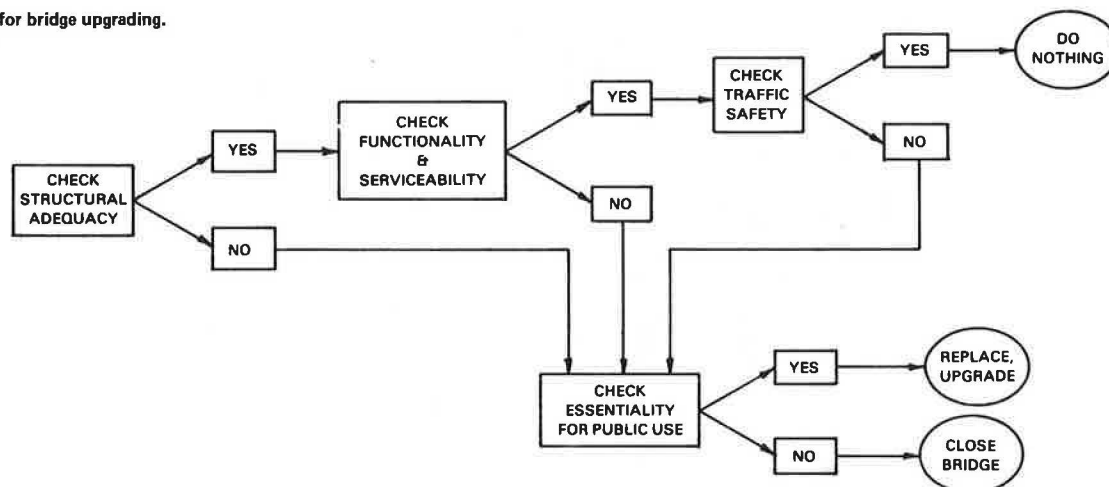 for bridge upgrading.
CHECK
STRUCTURAL
ADEQUACY
YES
NO
CHECK
FUNCTIONALITY
&
SERVICEABILITY
YES
NO
CHECK
TRAFFIC
SAFETY
YES
NO
DO
NOTHING
CHECK
ESSENTIALITY
FOR PUBLIC USE
YES
NO
REPLACE,
UPGRADE
CLOSE
BRIDGE